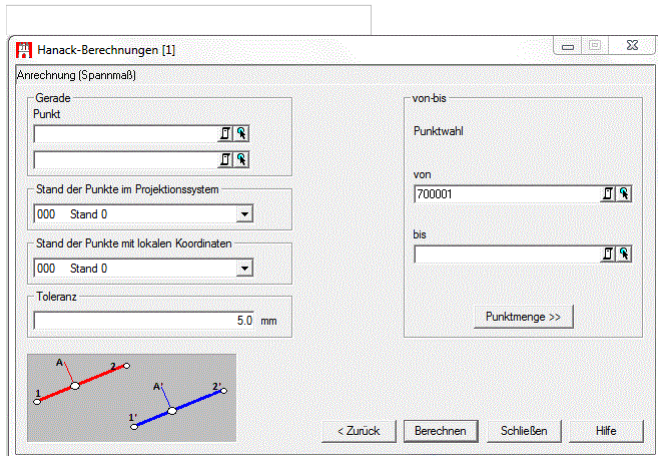 Hanack-Berechnungen [1]
Anrechnung (Spannmaß)
Gerade
Punkt
Stand der Punkte im Projektionssystem
000 Stand 0
Stand der Punkte mit lokalen Koordinaten
000 Stand 0
Toleranz
5.0 mm
von-bis
Punktwahl
von
700001
bis
Punktmenge >>
A
2
1
A'
2'
1'
< Zurück
Berechnen
Schließen
Hilfe